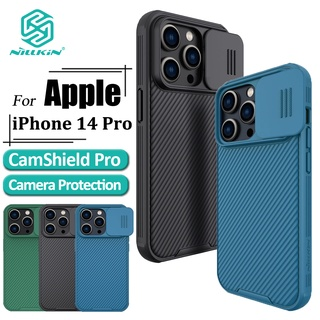 NILLKIN
For Apple
iPhone 14 Pro
CamShield Pro
Camera Protection